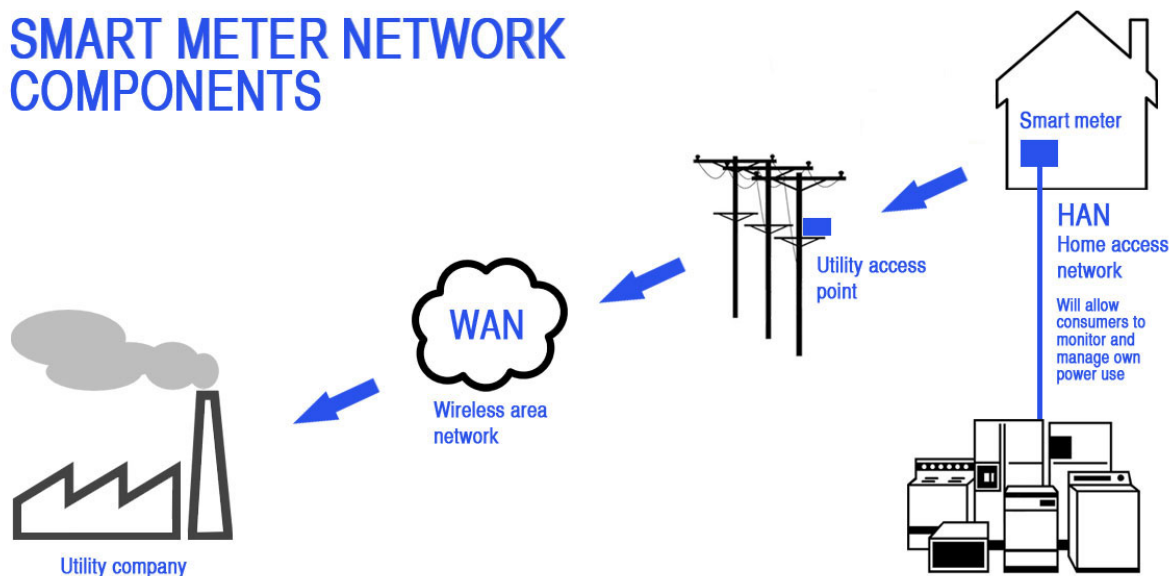 SMART METER NETWORK
COMPONENTS
Smart meter
HAN
Home access
network
Will allow
consumers to
monitor and
manage own
power use
Utility access
point
WAN
Wireless area
network
Utility company